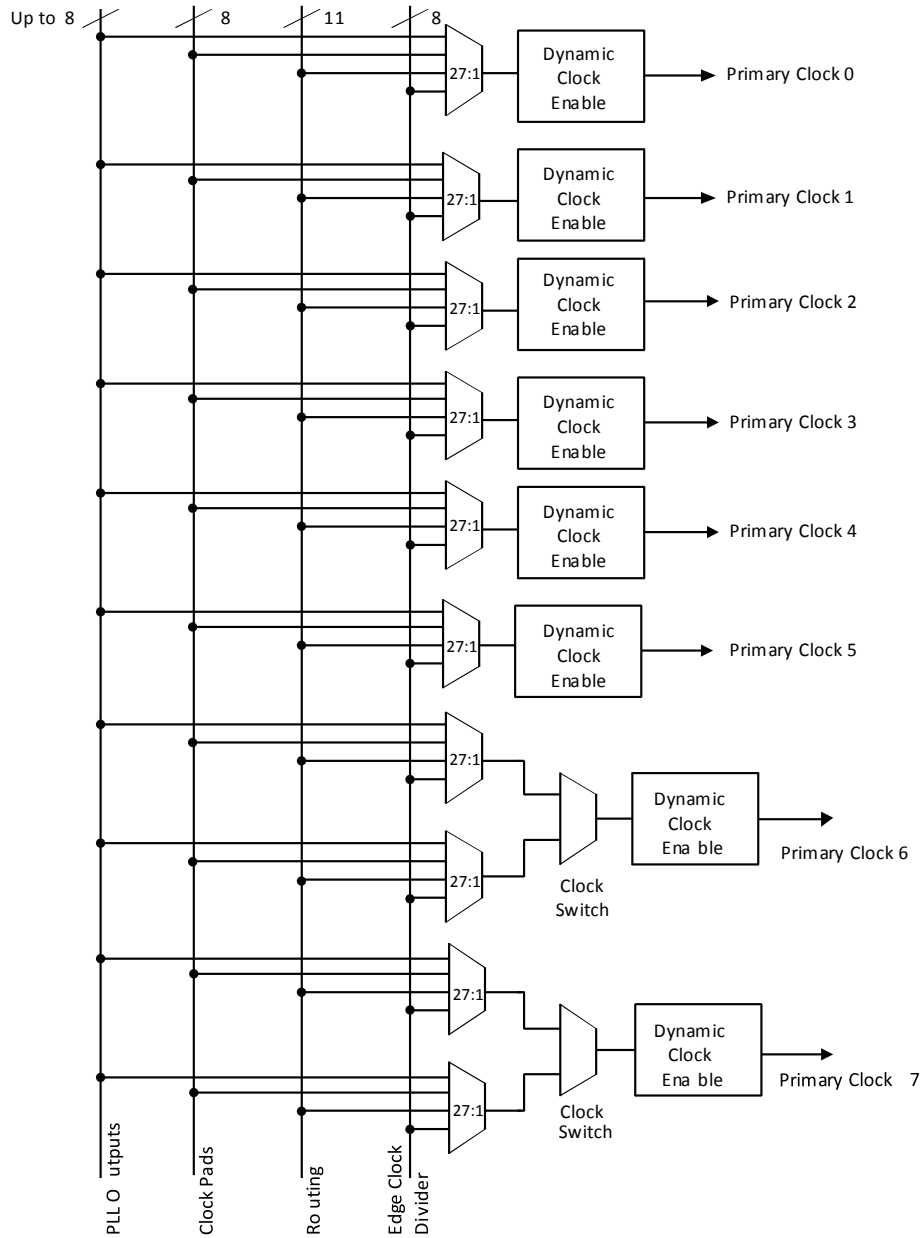 Up to 8
8
11
8
27:1
Dynamic
Clock
Enable
Primary Clock 0
27:1
Dynamic
Clock
Enable
Primary Clock 1
27:1
Dynamic
Clock
Enable
Primary Clock 2
27:1
Dynamic
Clock
Enable
Primary Clock 3
27:1
Dynamic
Clock
Enable
Primary Clock 4
27:1
Dynamic
Clock
Enable
Primary Clock 5
27:1
27:1
Clock
Switch
Dynamic
Clock
Ena ble
Primary Clock 6
27:1
27:1
Clock
Switch
Dynamic
Clock
Ena ble
Primary Clock 7
PLL O utputs
Clock Pads
Ro uting
Edge Clock
Divider